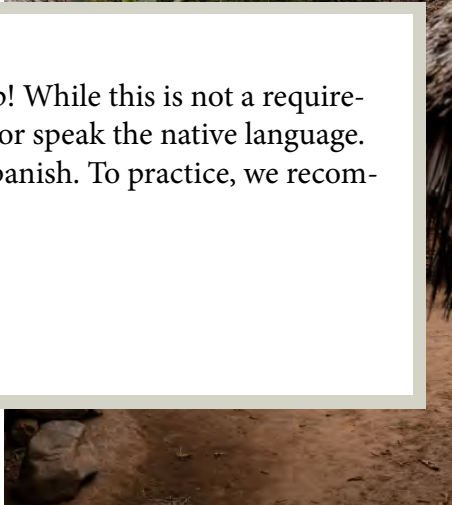 ! While this is not a require-
or speak the native language.
panish. To practice, we recom-